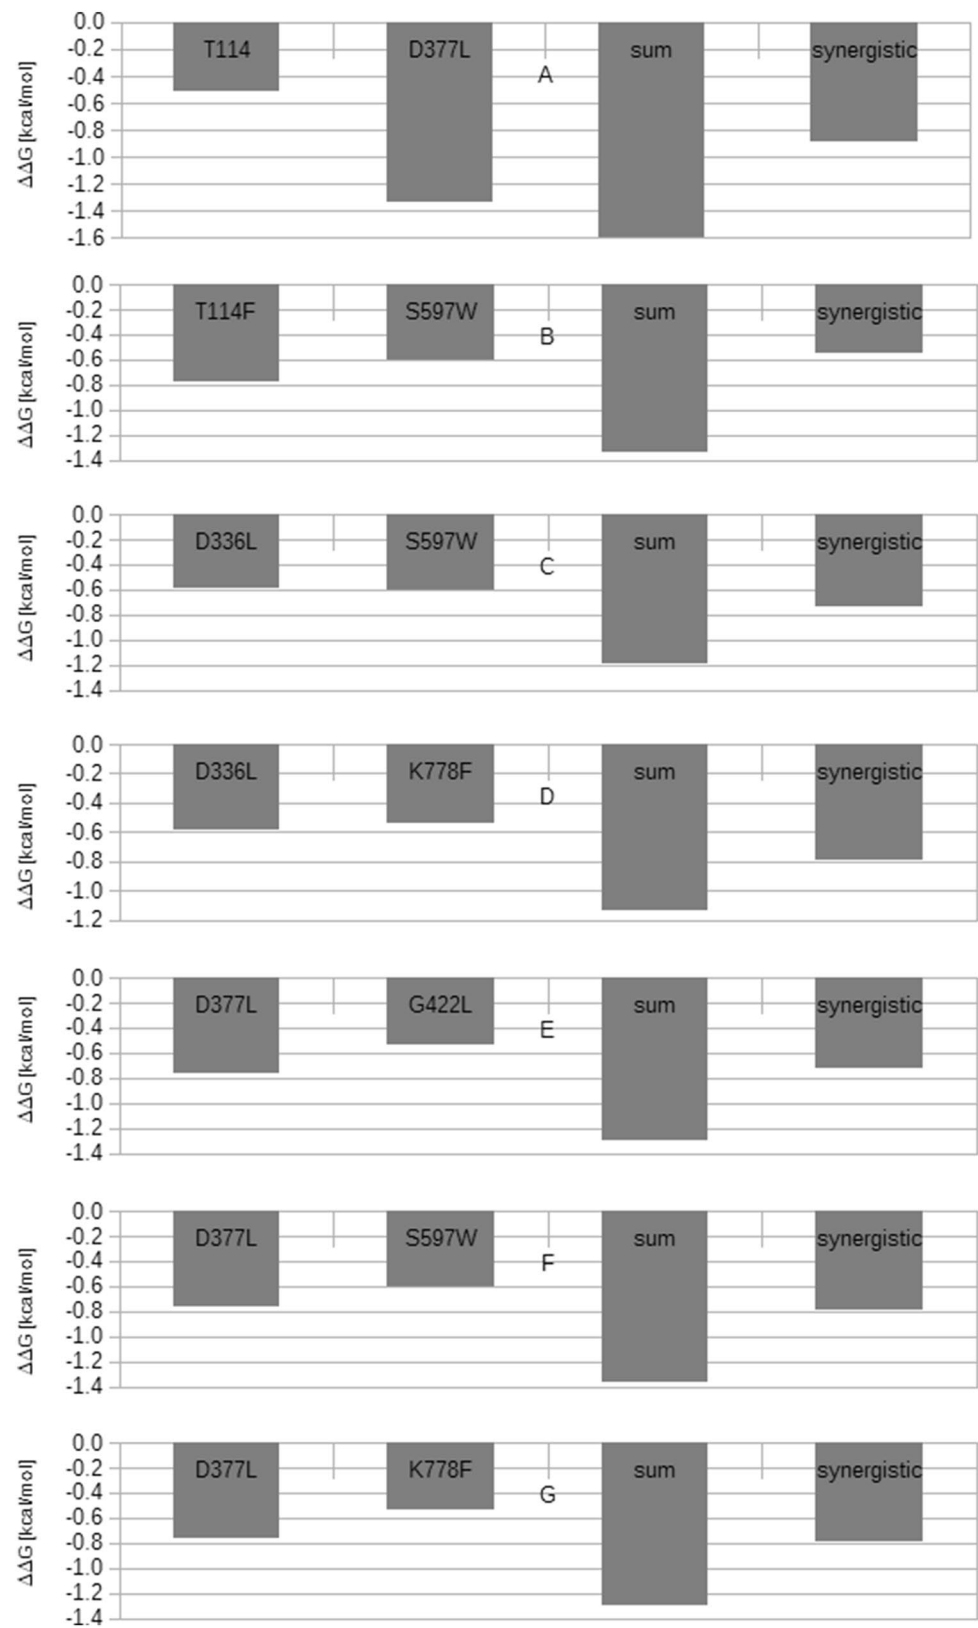 0.0
-0.2
-0.4
-0.6
-0.8
-1.0
-1.2
-1.4
-1.6
ΔΔG [kcal/mol]
T114 D377L sum synergistic
A
0.0
-0.2
-0.4
-0.6
-0.8
-1.0
-1.2
-1.4
ΔΔG [kcal/mol]
T114F S597W sum synergistic
B
0.0
-0.2
-0.4
-0.6
-0.8
-1.0
-1.2
-1.4
ΔΔG [kcal/mol]
D336L S597W sum synergistic
C
0.0
-0.2
-0.4
-0.6
-0.8
-1.0
-1.2
ΔΔG [kcal/mol]
D336L K778F sum synergistic
D
0.0
-0.2
-0.4
-0.6
-0.8
-1.0
-1.2
-1.4
ΔΔG [kcal/mol]
D377L G422L sum synergistic
E
0.0
-0.2
-0.4
-0.6
-0.8
-1.0
-1.2
-1.4
ΔΔG [kcal/mol]
D377L S597W sum synergistic
F
0.0
-0.2
-0.4
-0.6
-0.8
-1.0
-1.2
-1.4
ΔΔG [kcal/mol]
D377L K778F sum synergistic
G